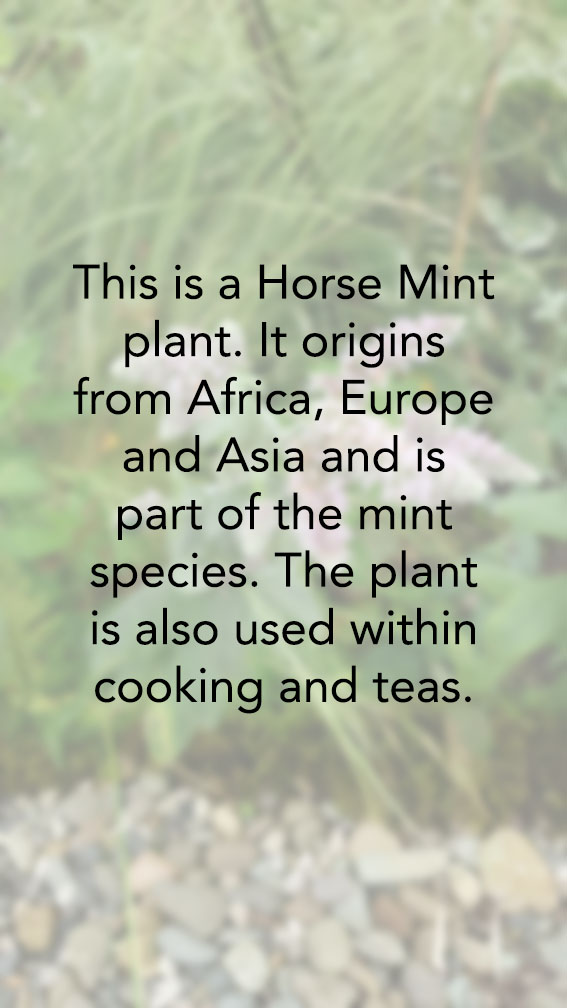 This is a Horse Mint
plant. It origins
from Africa, Europe
and Asia and is
part of the mint
species. The plant
is also used within
cooking and teas.